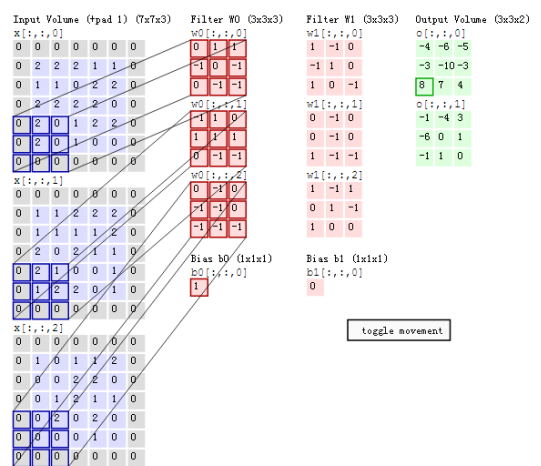 Input Volume (+pad 1) (7x7x3)
x[:,:,0]
0 0 0 0 0 0 0
0 2 2 2 1 1 0
0 1 1 0 2 2 0
0 2 2 2 2 0 0
0 2 0 1 2 2 0
0 2 0 1 0 0 0
0 0 0 0 0 0 0
x[:,:,1]
0 0 0 0 0 0 0
0 1 1 2 2 2 0
0 1 1 1 1 2 0
0 2 0 2 1 1 0
0 2 1 0 0 1 0
0 1 2 2 0 1 0
0 0 0 0 0 0 0
x[:,:,2]
0 0 0 0 0 0 0
0 1 0 1 1 2 0
0 0 0 2 2 0 0
0 0 1 2 1 1 0
0 0 2 0 2 0 0
0 0 0 0 1 0 0
0 0 0 0 0 0 0
Filter W0 (3x3x3)
w0[:,:,0]
0 1 1
-1 0 -1
0 -1 -1
w0[:,:,1]
-1 1 0
1 1 1
0 -1 -1
w0[:,:,2]
0 -1 0
-1 -1 0
-1 -1 -1
Bias b0 (1x1x1)
b0[:,:,0]
1
Filter W1 (3x3x3)
w1[:,:,0]
1 -1 0
-1 1 0
1 0 -1
w1[:,:,1]
0 -1 0
0 -1 0
1 -1 -1
w1[:,:,2]
1 -1 1
0 1 -1
1 0 0
Bias b1 (1x1x1)
b1[:,:,0]
0
Output Volume (3x3x2)
o[:,:,0]
-4 -6 -5
-3 -10 -3
8 7 4
o[:,:,1]
-1 -4 3
-6 0 1
-1 1 0
toggle movement